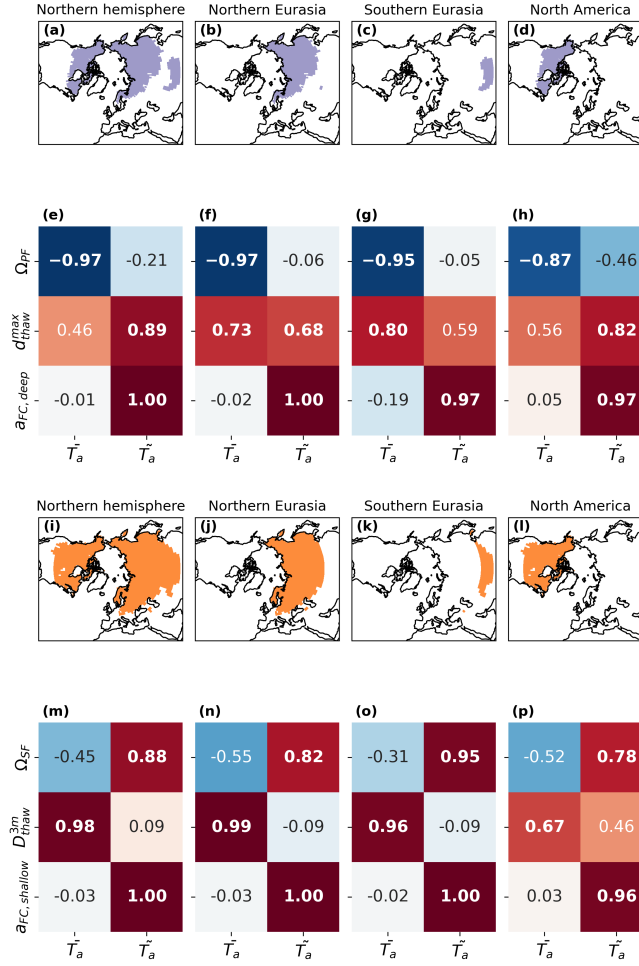 Northern hemisphere Northern Eurasia Southern Eurasia North America
(a) (b) (c) (d)
(e) (f) (g) (h)
Ω_PF −0.97 -0.21 −0.97 -0.06 −0.95 -0.05 −0.87 -0.46
d^max_thaw 0.46 0.89 0.73 0.68 0.80 0.59 0.56 0.82
a_FC, deep -0.01 1.00 -0.02 1.00 -0.19 0.97 0.05 0.97
T̄_a T̃_a T̄_a T̃_a T̄_a T̃_a T̄_a T̃_a
Northern hemisphere Northern Eurasia Southern Eurasia North America
(i) (j) (k) (l)
(m) (n) (o) (p)
Ω_SF -0.45 0.88 -0.55 0.82 -0.31 0.95 -0.52 0.78
D^3m_thaw 0.98 0.09 0.99 -0.09 0.96 -0.09 0.67 0.46
a_FC, shallow -0.03 1.00 -0.03 1.00 -0.02 1.00 0.03 0.96
T̄_a T̃_a T̄_a T̃_a T̄_a T̃_a T̄_a T̃_a